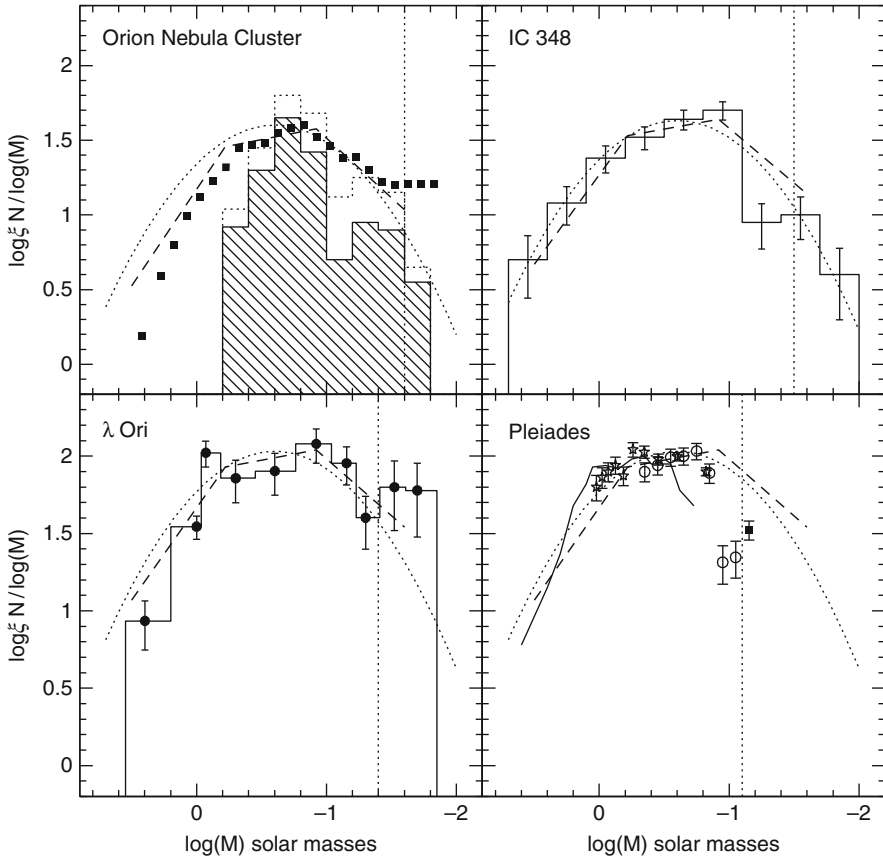 Orion Nebula Cluster
IC 348
2
1.5
1
0.5
0
log ξ N / log(M)
λ Ori
Pleiades
2
1.5
1
0.5
0
log ξ N / log(M)
0 −1 −2
0 −1 −2
log(M) solar masses
log(M) solar masses